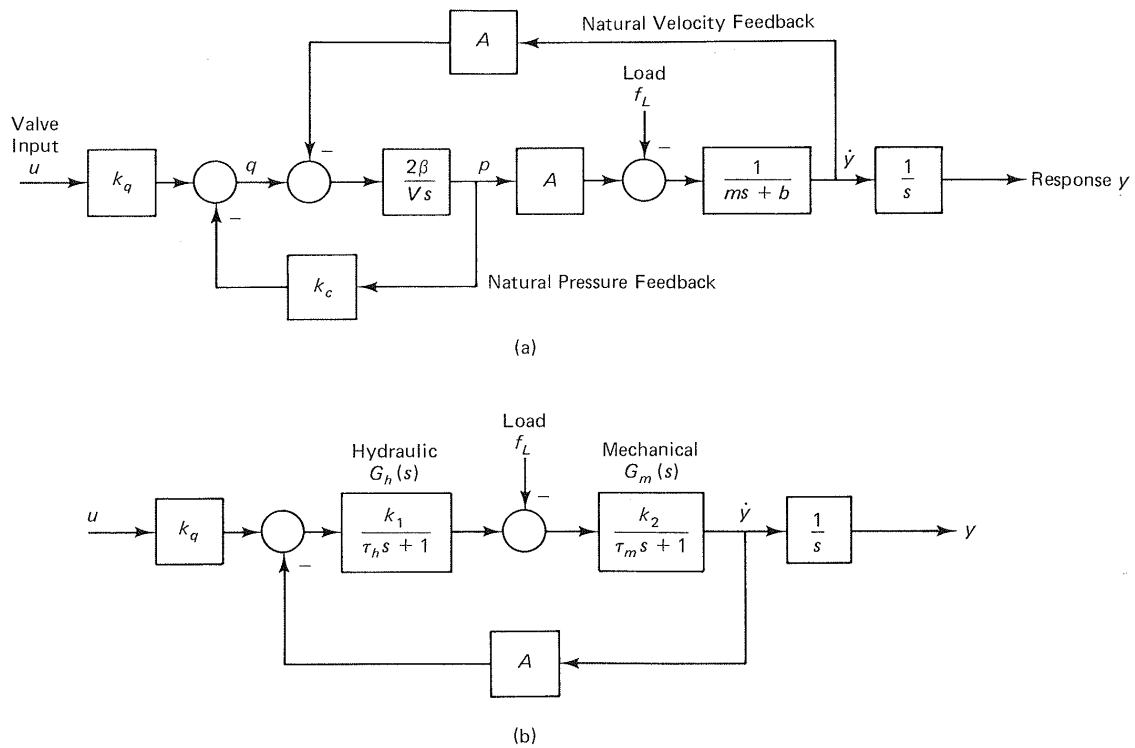 Natural Velocity Feedback
A
Load
f_L
Valve
Input
u
k_q
−
q
−
2β
Vs
p
A
−
1
ms + b
ẏ
1
s
Response y
k_c
Natural Pressure Feedback
(a)
Load
f_L
Hydraulic
G_h(s)
Mechanical
G_m(s)
u
k_q
−
k_1
τ_h s + 1
−
k_2
τ_m s + 1
ẏ
1
s
y
A
(b)